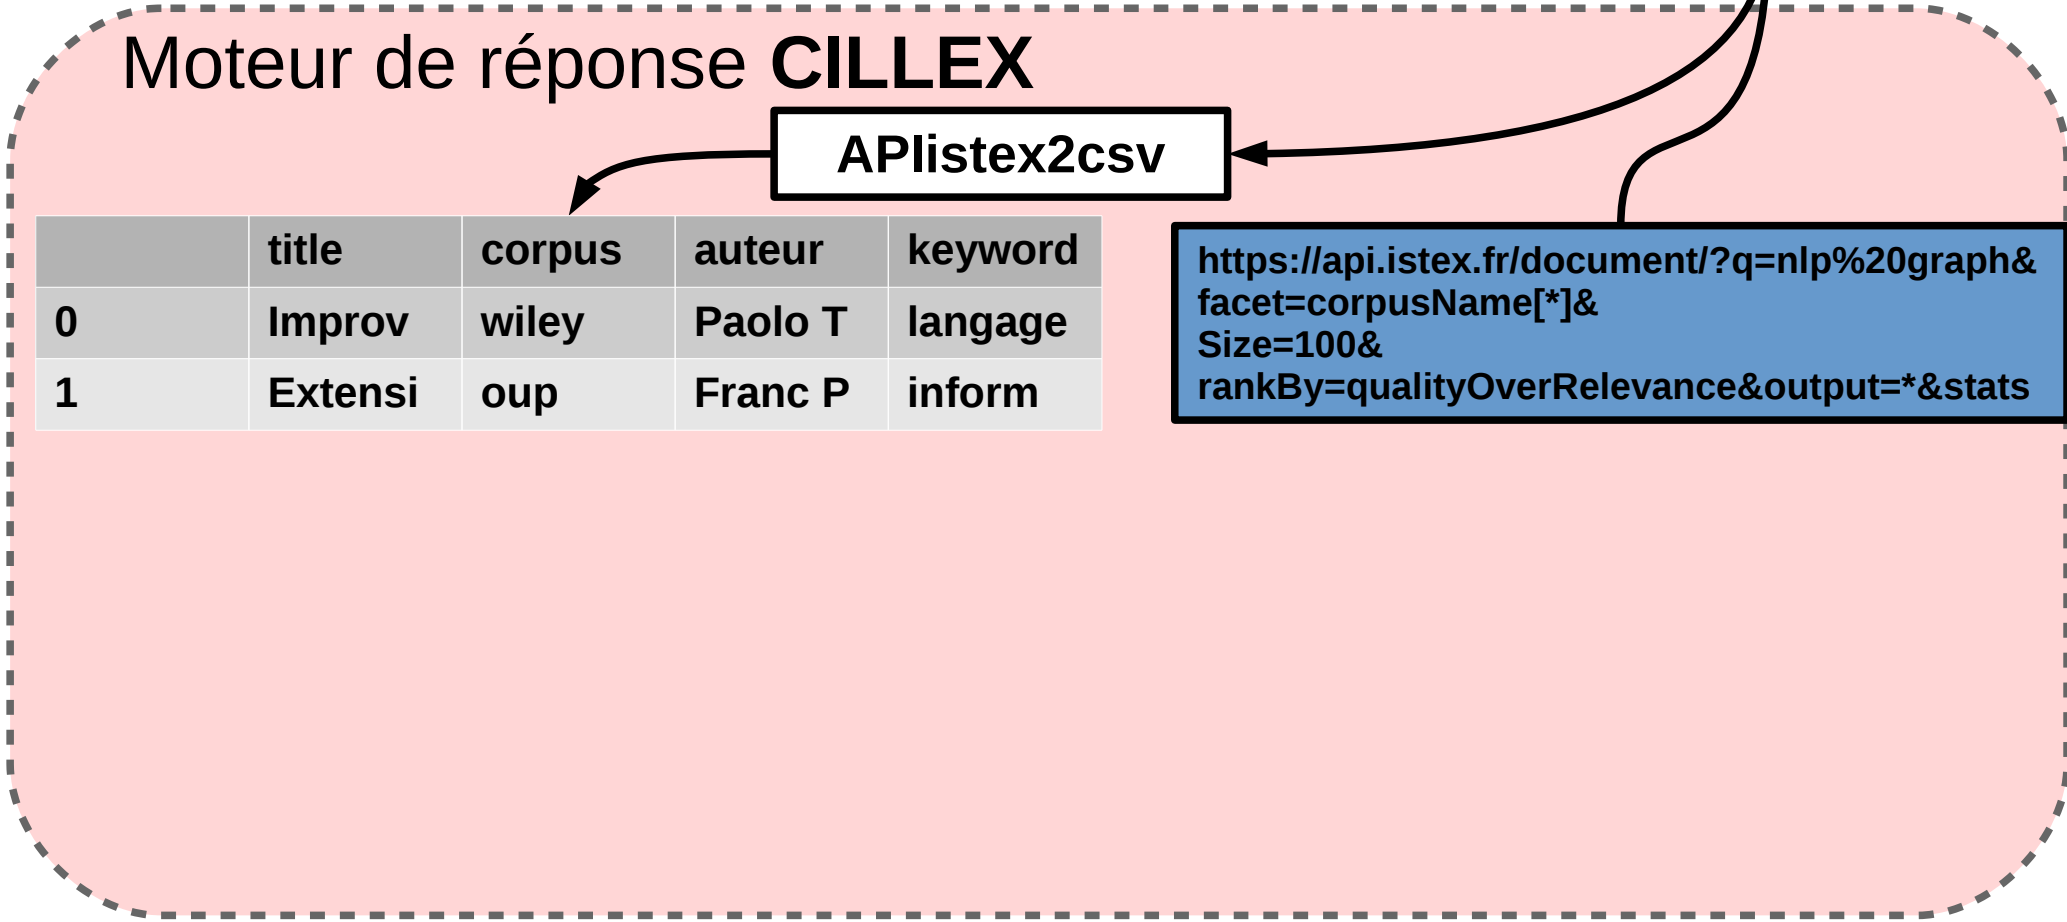 Moteur de réponse CILLEX
APIistex2csv
title corpus auteur keyword
0 Improv wiley Paolo T langage
1 Extensi oup Franc P inform
https://api.istex.fr/document/?q=nlp%20graph&
facet=corpusName[*]&
Size=100&
rankBy=qualityOverRelevance&output=*&stats